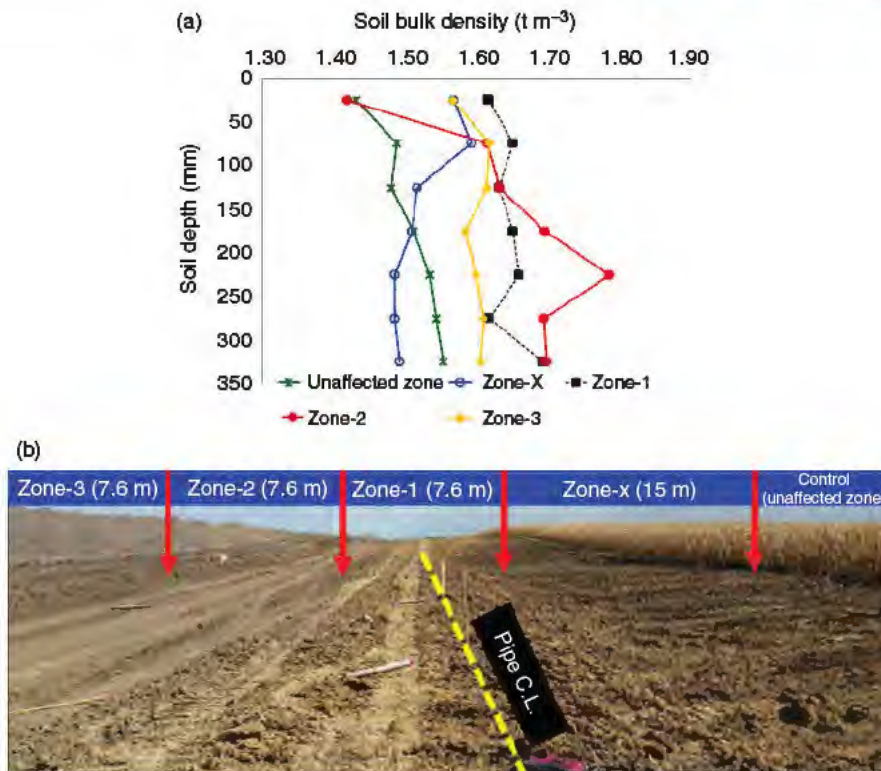 (a)
Soil bulk density (t m⁻³)
1.30 1.40 1.50 1.60 1.70 1.80 1.90
0
50
100
150
200
250
300
350
Soil depth (mm)
Unaffected zone Zone-X Zone-1
Zone-2 Zone-3
(b)
Zone-3 (7.6 m) Zone-2 (7.6 m) Zone-1 (7.6 m) Zone-x (15 m) Control
(unaffected zone
Pipe C.L.